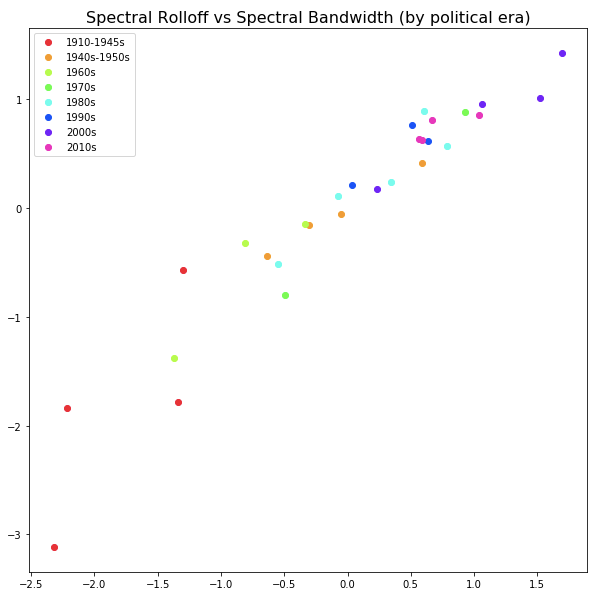 Spectral Rolloff vs Spectral Bandwidth (by political era)
1910-1945s
1940s-1950s
1960s
1970s
1980s
1990s
2000s
2010s
1
0
−1
−2
−3
−2.5 −2.0 −1.5 −1.0 −0.5 0.0 0.5 1.0 1.5